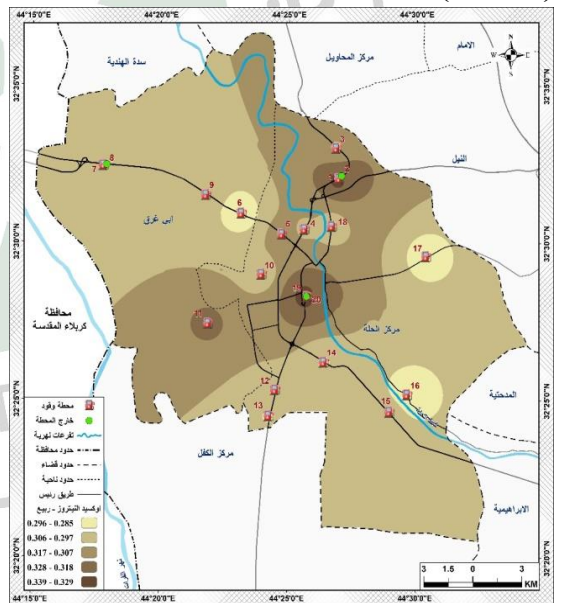 44°15'0"E 44°20'0"E 44°25'0"E 44°30'0"E
32°35'0"N 32°35'0"N
N
W E
S
الامام
مركز المحاويل
سدة الهندية
3
النيل
8
7
9
6
5
4
18
32°30'0"N 32°30'0"N
ابي غرق
17
10
محافظة
كربلاء المقدسة
11
19
20
مركز الحلة
14
المدحتية
12
16
13
15
32°25'0"N 32°25'0"N
مركز الكفل
الابراهيمية
محطة وقود
خارج المحطة
تفرعات نهرية
حدود محافظة
حدود قضاء
حدود ناحية
طريق رئيس
اوكسيد النيتروز - ربيع
0.296 - 0.285
0.306 - 0.297
0.317 - 0.307
0.328 - 0.318
0.339 - 0.329
32°20'0"N 32°20'0"N
3 1.5 0 3
KM
44°15'0"E 44°20'0"E 44°25'0"E 44°30'0"E